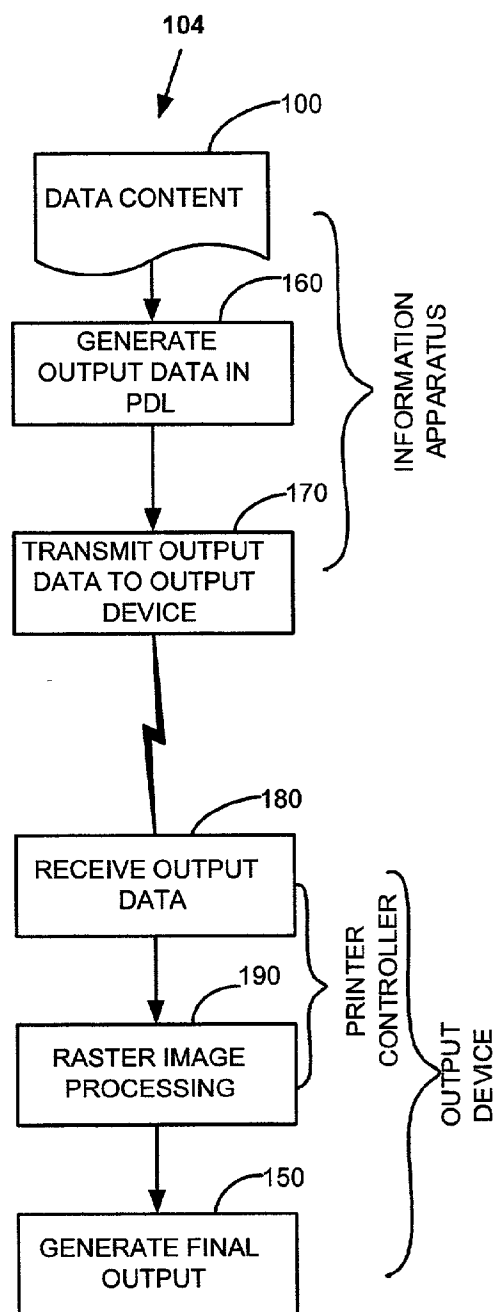 104
100
DATA CONTENT
160
GENERATE
OUTPUT DATA IN
PDL
170
TRANSMIT OUTPUT
DATA TO OUTPUT
DEVICE
INFORMATION
APPARATUS
180
RECEIVE OUTPUT
DATA
190
RASTER IMAGE
PROCESSING
PRINTER
CONTROLLER
OUTPUT
DEVICE
150
GENERATE FINAL
OUTPUT